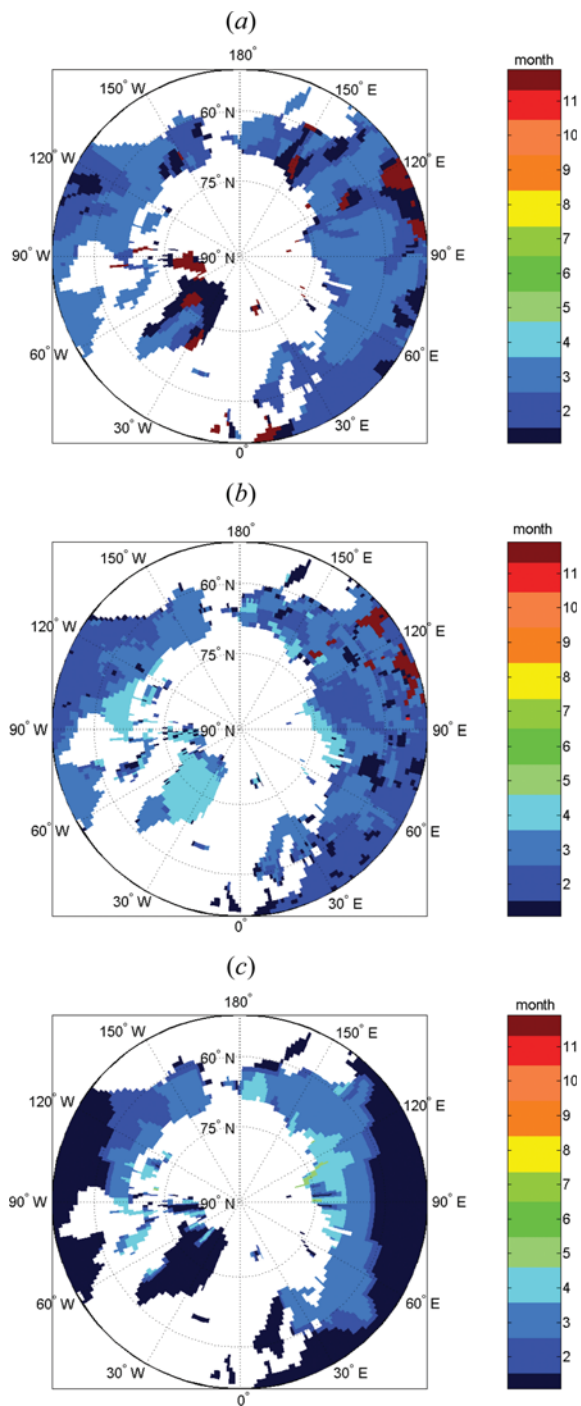 (a)
180°
150° W
150° E
60° N
120° W
120° E
75° N
90° W
90° N
90° E
60° W
60° E
30° W
30° E
0°
month
11
10
9
8
7
6
5
4
3
2
(b)
180°
150° W
150° E
60° N
120° W
120° E
75° N
90° W
90° N
90° E
60° W
60° E
30° W
30° E
0°
month
11
10
9
8
7
6
5
4
3
2
(c)
180°
150° W
150° E
60° N
120° W
120° E
75° N
90° W
90° N
90° E
60° W
60° E
30° W
30° E
0°
month
11
10
9
8
7
6
5
4
3
2